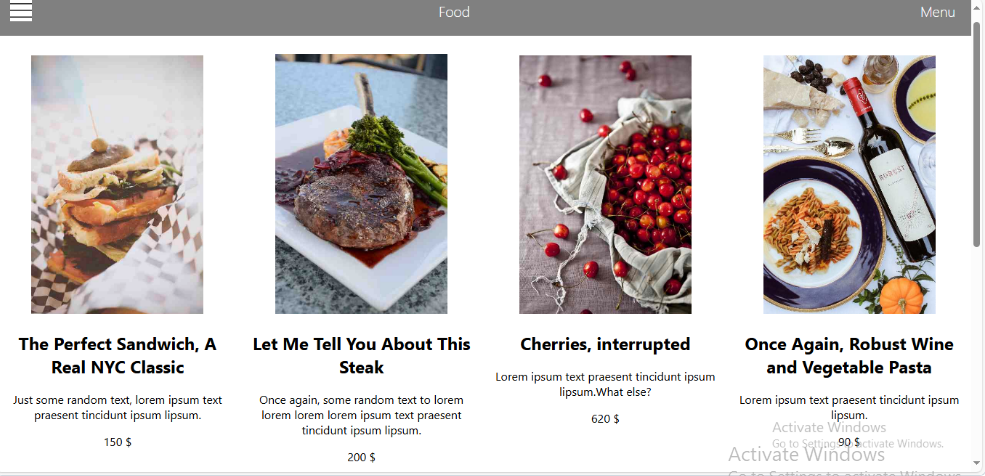 Food
Menu
The Perfect Sandwich, A
Real NYC Classic
Just some random text, lorem ipsum text
praesent tincidunt ipsum lipsum.
150 $
Let Me Tell You About This
Steak
Once again, some random text to lorem
lorem lorem lorem ipsum text praesent
tincidunt ipsum lipsum.
200 $
Cherries, interrupted
Lorem ipsum text praesent tincidunt ipsum
lipsum.What else?
620 $
Once Again, Robust Wine
and Vegetable Pasta
Lorem ipsum text praesent tincidunt ipsum
lipsum.
90 $
Activate Windows
Go to Settings to activate Windows.
Activate Windows
Go to Settings to activate Windows